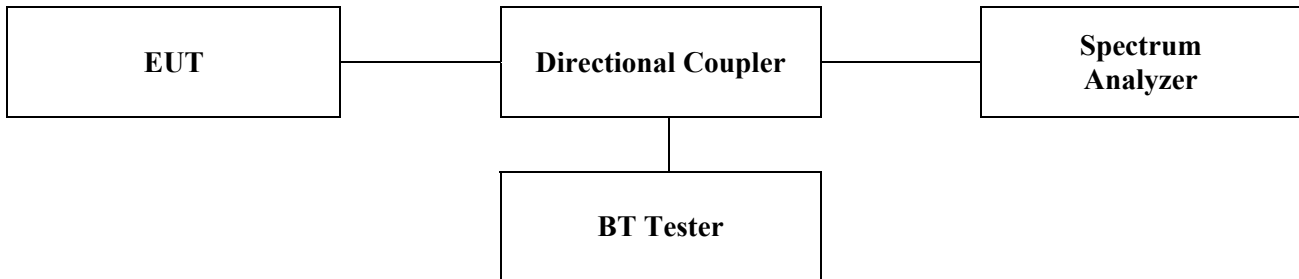 EUT
Directional Coupler
Spectrum
Analyzer
BT Tester